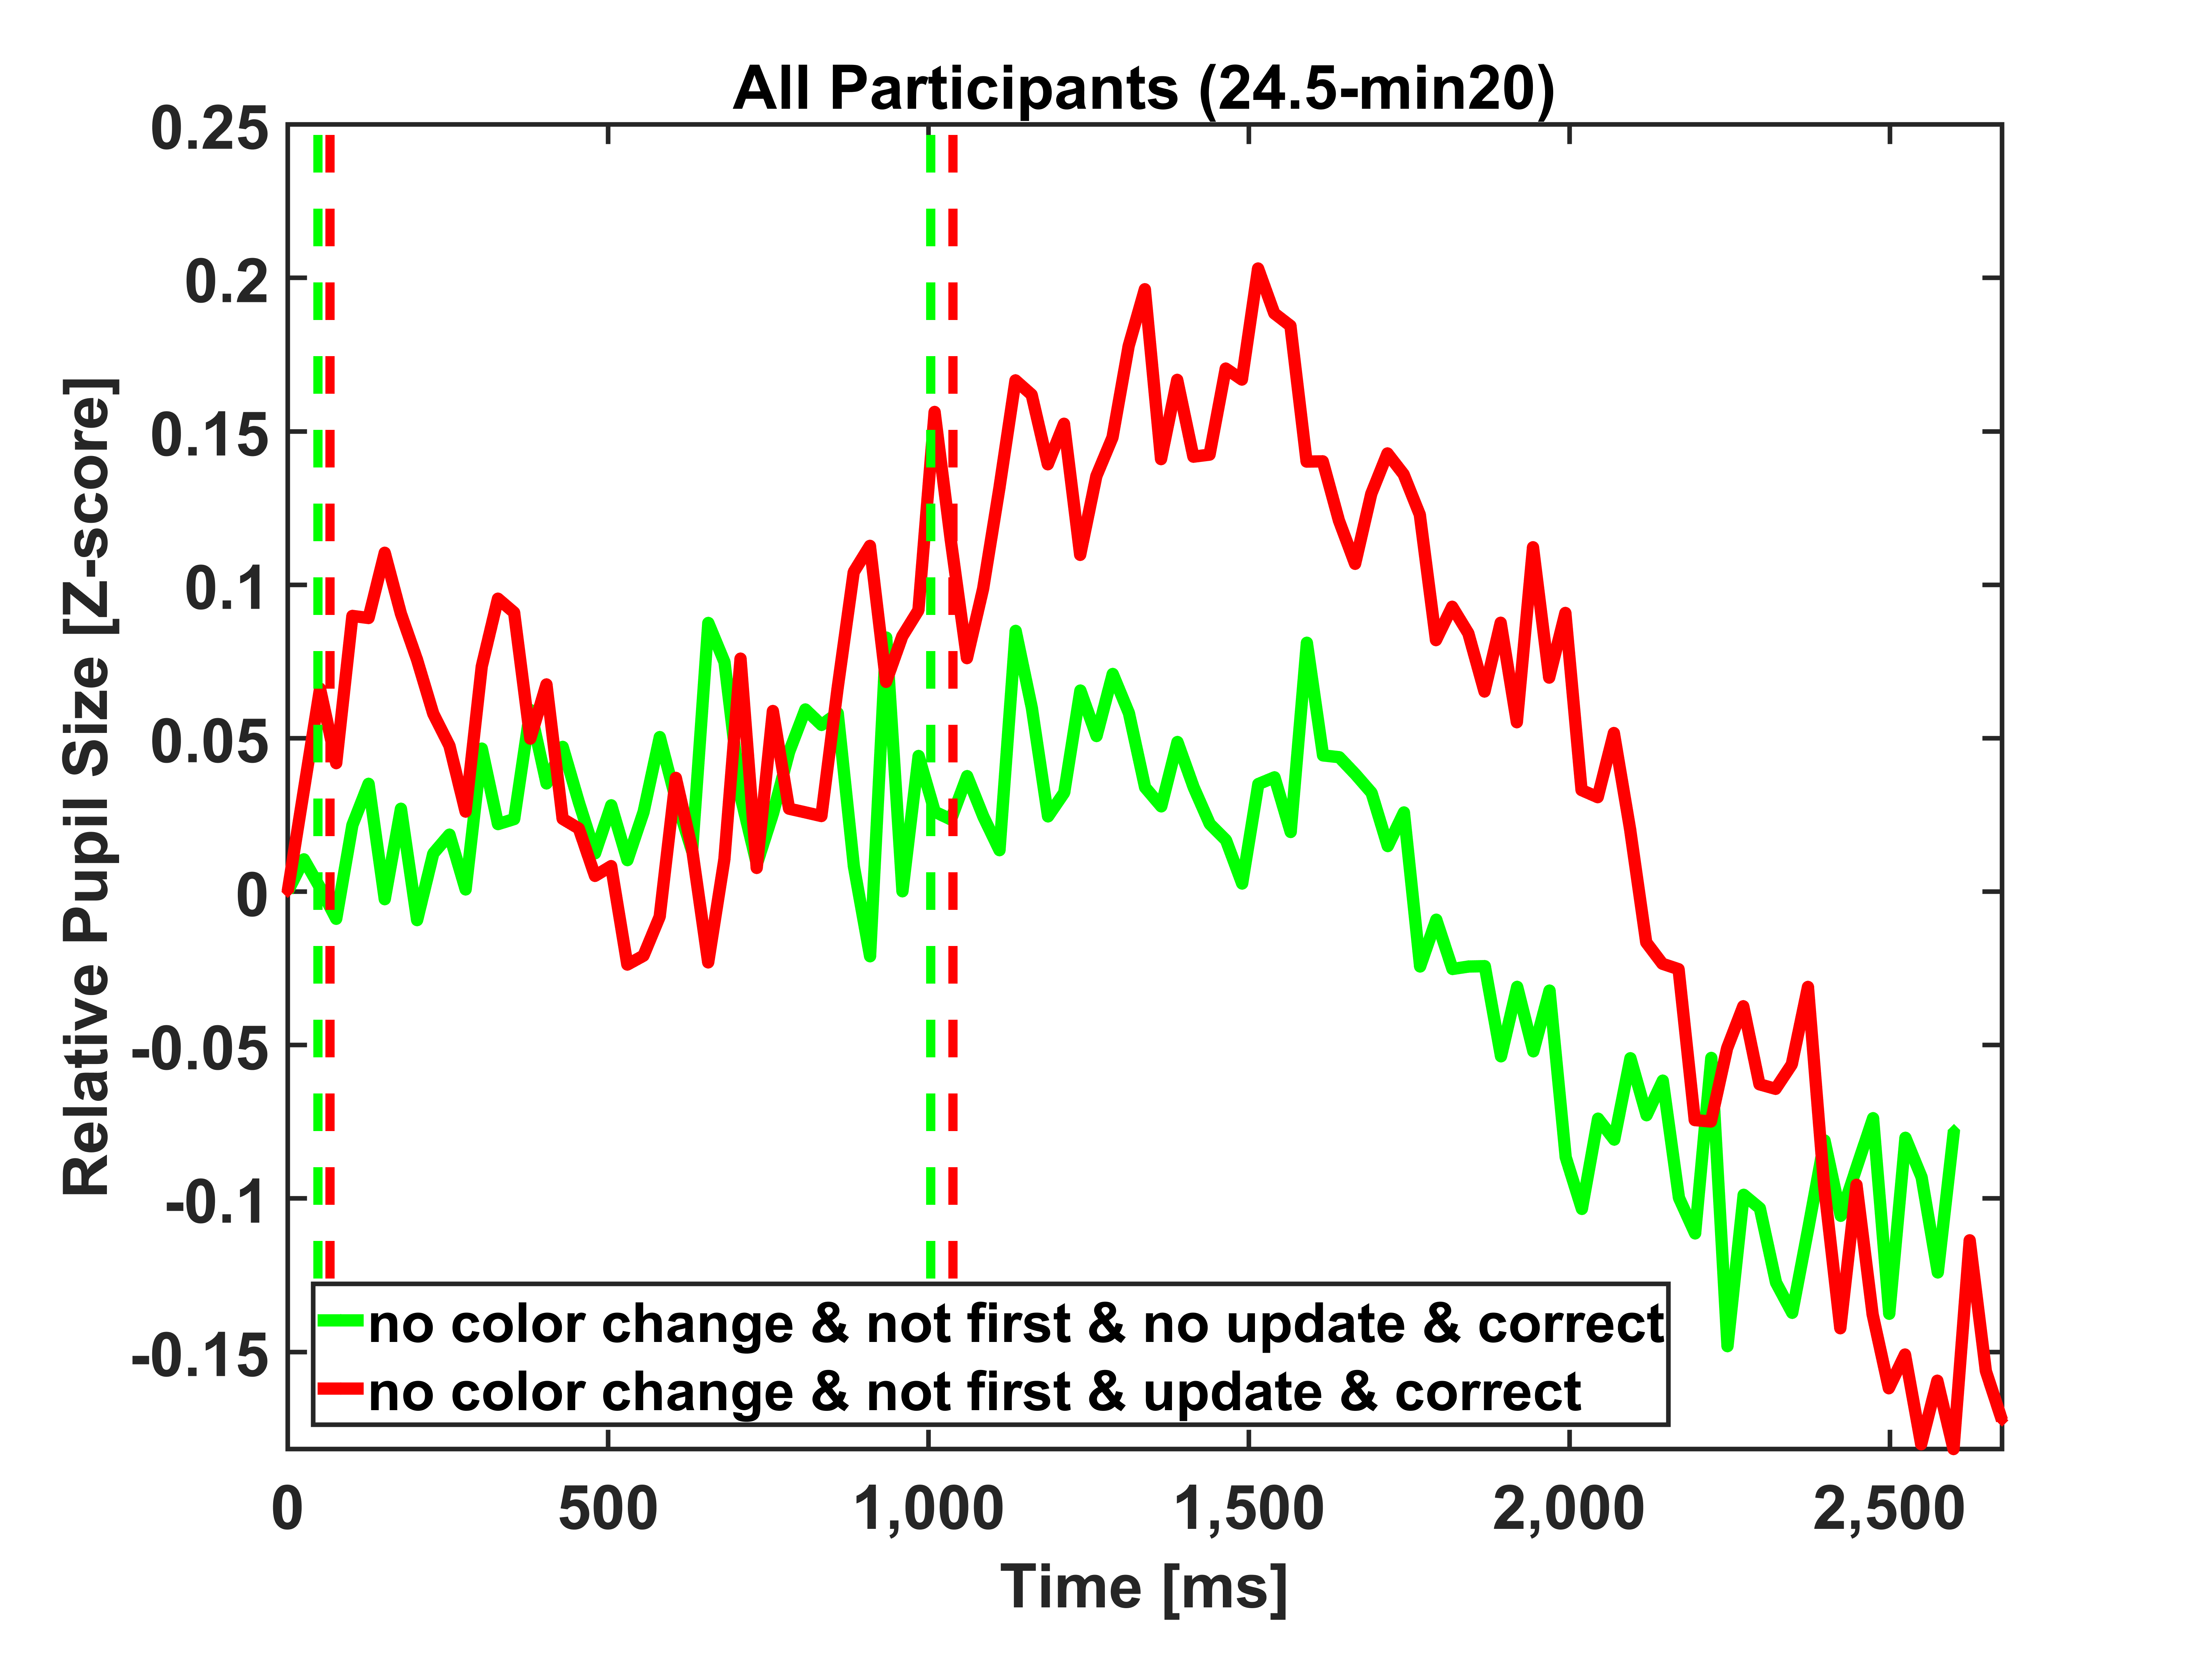 All Participants (24.5-min20)
0.25
0.2
0.15
0.1
0.05
0
-0.05
-0.1
-0.15
Relative Pupil Size [Z-score]
no color change & not first & no update & correct
no color change & not first & update & correct
0 500 1,000 1,500 2,000 2,500
Time [ms]